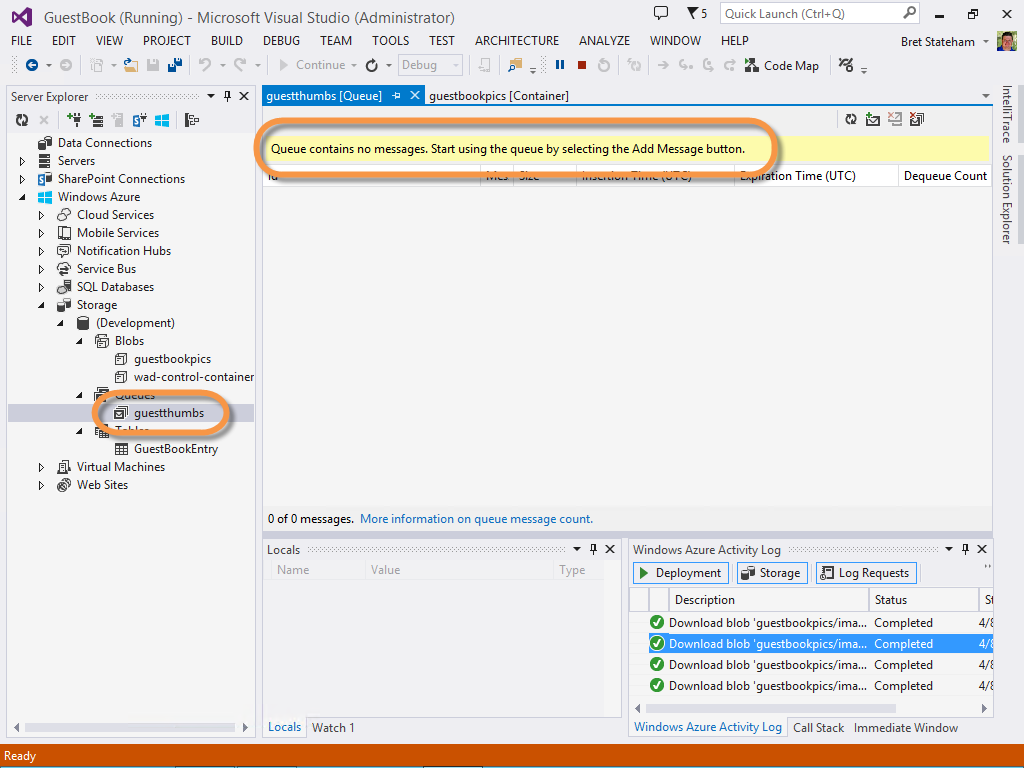 GuestBook (Running) - Microsoft Visual Studio (Administrator)
5
Quick Launch (Ctrl+Q)
FILE EDIT VIEW PROJECT BUILD DEBUG TEAM TOOLS TEST ARCHITECTURE ANALYZE WINDOW HELP
Bret Stateham
Continue
Debug
Code Map
Server Explorer
Data Connections
Servers
SharePoint Connections
Windows Azure
Cloud Services
Mobile Services
Notification Hubs
Service Bus
SQL Databases
Storage
(Development)
Blobs
guestbookpics
wad-control-container
Queues
guestthumbs
Tables
GuestBookEntry
Virtual Machines
Web Sites
guestthumbs [Queue]
guestbookpics [Container]
Queue contains no messages. Start using the queue by selecting the Add Message button.
Id Mes Size Insertion Time (UTC) Expiration Time (UTC) Dequeue Count
0 of 0 messages. More information on queue message count.
IntelliTrace
Solution Explorer
Locals
Name Value Type
Locals Watch 1
Windows Azure Activity Log
Deployment Storage Log Requests
Description Status St
Download blob 'guestbookpics/ima... Completed 4/8
Download blob 'guestbookpics/ima... Completed 4/8
Download blob 'guestbookpics/ima... Completed 4/8
Download blob 'guestbookpics/ima... Completed 4/8
Windows Azure Activity Log Call Stack Immediate Window
Ready